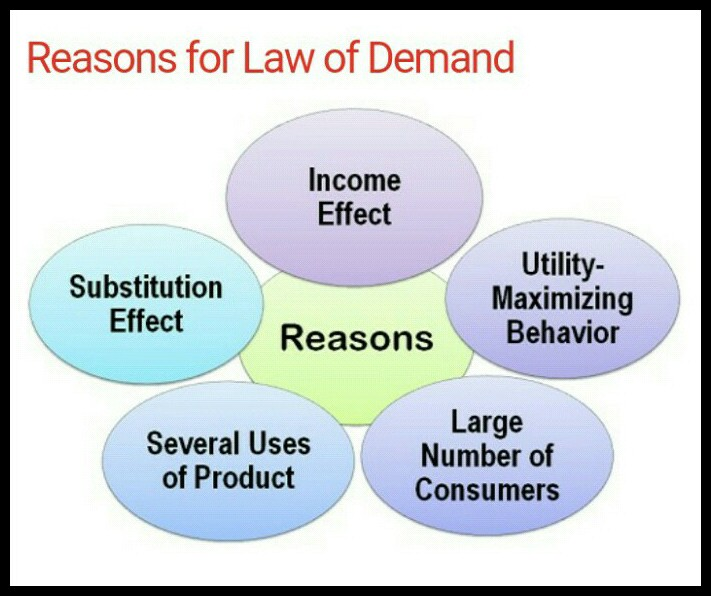 Reasons for Law of Demand
Income
Effect
Utility-
Maximizing
Behavior
Substitution
Effect
Reasons
Large
Number of
Consumers
Several Uses
of Product